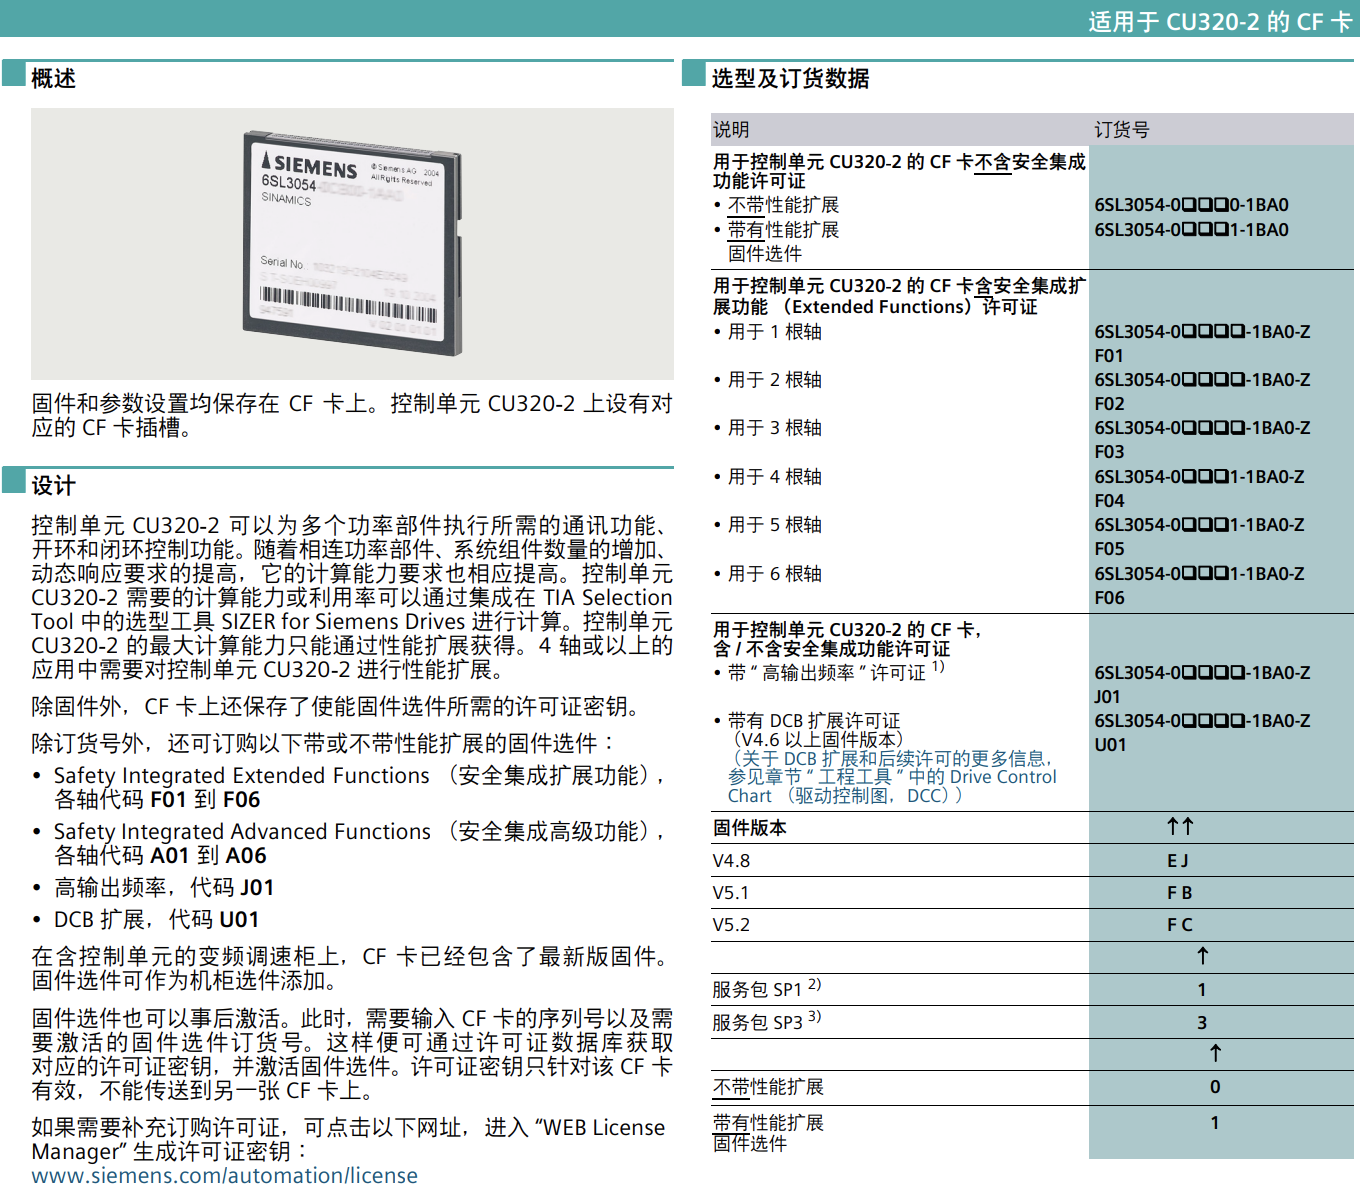 适用于 CU320-2 的 CF 卡
概述
SIEMENS
© Siemens AG 2004
All Rights Reserved
6SL3054
SINAMICS
Serial No.
固件和参数设置均保存在 CF 卡上。控制单元 CU320-2 上设有对
应的 CF 卡插槽。
设计
控制单元 CU320-2 可以为多个功率部件执行所需的通讯功能、
开环和闭环控制功能。随着相连功率部件、系统组件数量的增加、
动态响应要求的提高，它的计算能力要求也相应提高。控制单元
CU320-2 需要的计算能力或利用率可以通过集成在 TIA Selection
Tool 中的选型工具 SIZER for Siemens Drives 进行计算。控制单元
CU320-2 的最大计算能力只能通过性能扩展获得。4 轴或以上的
应用中需要对控制单元 CU320-2 进行性能扩展。
除固件外，CF 卡上还保存了使能固件选件所需的许可证密钥。
除订货号外，还可订购以下带或不带性能扩展的固件选件：
• Safety Integrated Extended Functions （安全集成扩展功能），
各轴代码 F01 到 F06
• Safety Integrated Advanced Functions （安全集成高级功能），
各轴代码 A01 到 A06
• 高输出频率，代码 J01
• DCB 扩展，代码 U01
在含控制单元的变频调速柜上，CF 卡已经包含了最新版固件。
固件选件可作为机柜选件添加。
固件选件也可以事后激活。此时，需要输入 CF 卡的序列号以及需
要激活的固件选件订货号。这样便可通过许可证数据库获取
对应的许可证密钥，并激活固件选件。许可证密钥只针对该 CF 卡
有效，不能传送到另一张 CF 卡上。
如果需要补充订购许可证，可点击以下网址，进入 “WEB License
Manager” 生成许可证密钥：
www.siemens.com/automation/license
选型及订货数据
说明 订货号
用于控制单元 CU320-2 的 CF 卡不含安全集成
功能许可证
• 不带性能扩展 6SL3054-0❑❑❑0-1BA0
• 带有性能扩展 6SL3054-0❑❑❑1-1BA0
固件选件
用于控制单元 CU320-2 的 CF 卡含安全集成扩
展功能 （Extended Functions）许可证
• 用于 1 根轴 6SL3054-0❑❑❑❑-1BA0-Z
F01
• 用于 2 根轴 6SL3054-0❑❑❑❑-1BA0-Z
F02
• 用于 3 根轴 6SL3054-0❑❑❑❑-1BA0-Z
F03
• 用于 4 根轴 6SL3054-0❑❑❑1-1BA0-Z
F04
• 用于 5 根轴 6SL3054-0❑❑❑1-1BA0-Z
F05
• 用于 6 根轴 6SL3054-0❑❑❑1-1BA0-Z
F06
用于控制单元 CU320-2 的 CF 卡，
含 / 不含安全集成功能许可证
• 带 “ 高输出频率 ” 许可证 1) 6SL3054-0❑❑❑❑-1BA0-Z
J01
• 带有 DCB 扩展许可证 6SL3054-0❑❑❑❑-1BA0-Z
（V4.6 以上固件版本） U01
（关于 DCB 扩展和后续许可的更多信息，
参见章节 “ 工程工具 ” 中的 Drive Control
Chart （驱动控制图，DCC））
固件版本 ↑↑
V4.8 E J
V5.1 F B
V5.2 F C
↑
服务包 SP1 2) 1
服务包 SP3 3) 3
↑
不带性能扩展 0
带有性能扩展 1
固件选件